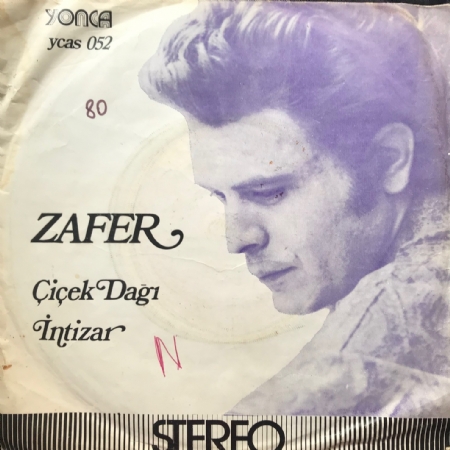 YONCA
ycas 052
80
ZAFER
Çiçek Dağı
İntizar
N
STEREO